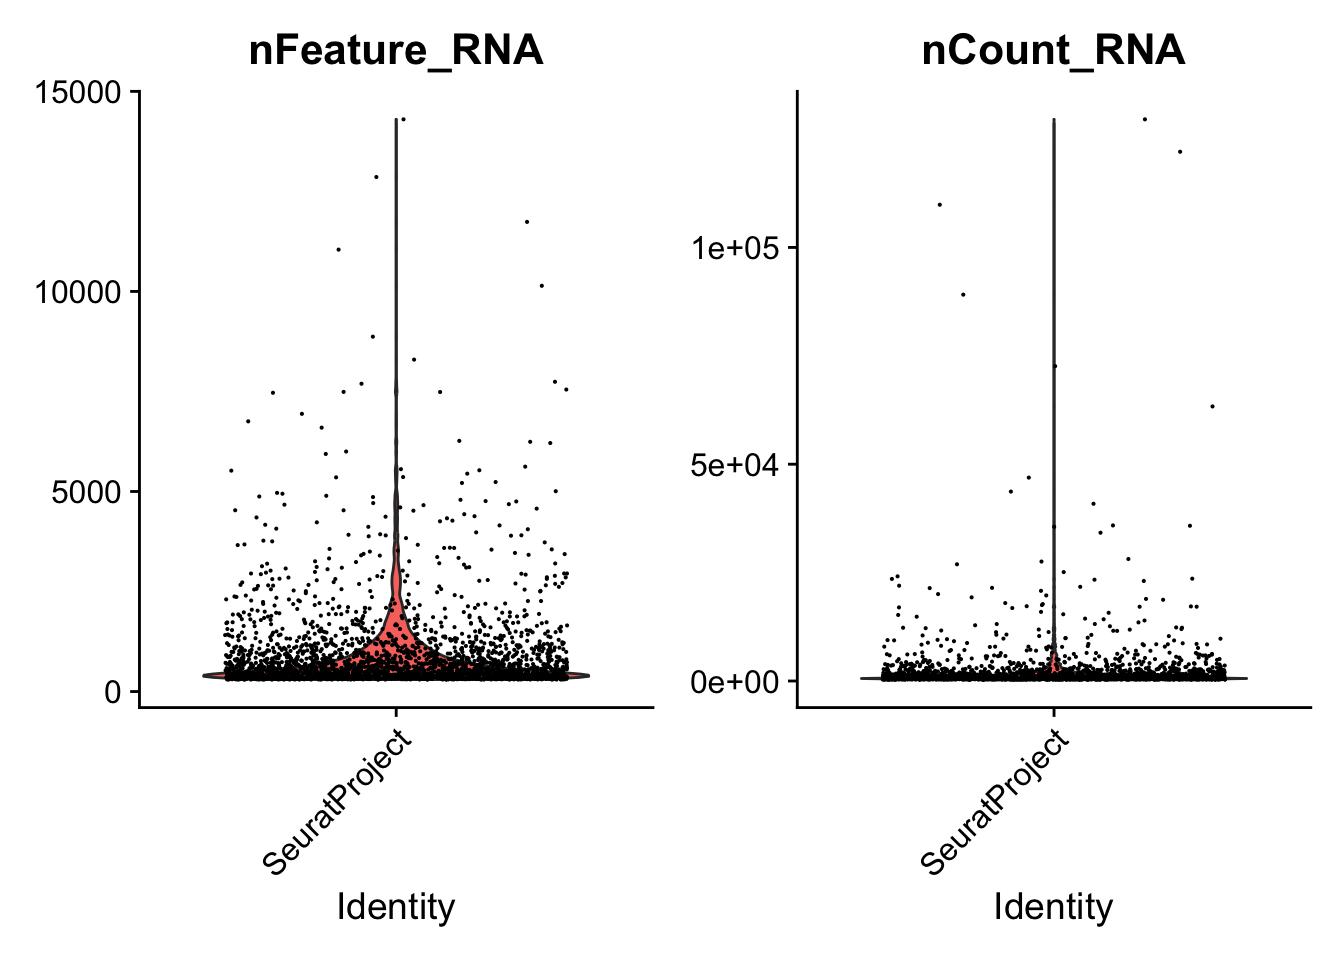 nFeature_RNA
15000
10000
5000
0
SeuratProject
Identity
nCount_RNA
1e+05
5e+04
0e+00
SeuratProject
Identity